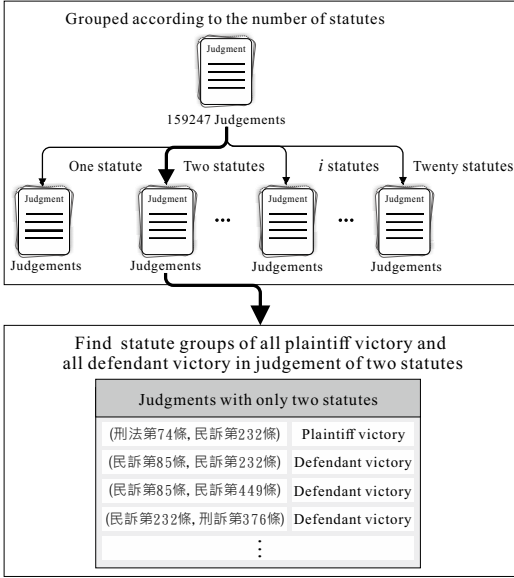 Grouped according to the number of statutes
Judgment
159247 Judgements
One statute
Two statutes
i statutes
Twenty statutes
Judgment
Judgment
...
Judgment
...
Judgment
Judgements
Judgements
Judgements
Judgements
Find statute groups of all plaintiff victory and
all defendant victory in judgement of two statutes
Judgments with only two statutes
(刑法第74條, 民訴第232條) Plaintiff victory
(民訴第85條, 民訴第232條) Defendant victory
(民訴第85條, 民訴第449條) Defendant victory
(民訴第232條, 刑訴第376條) Defendant victory
⋮